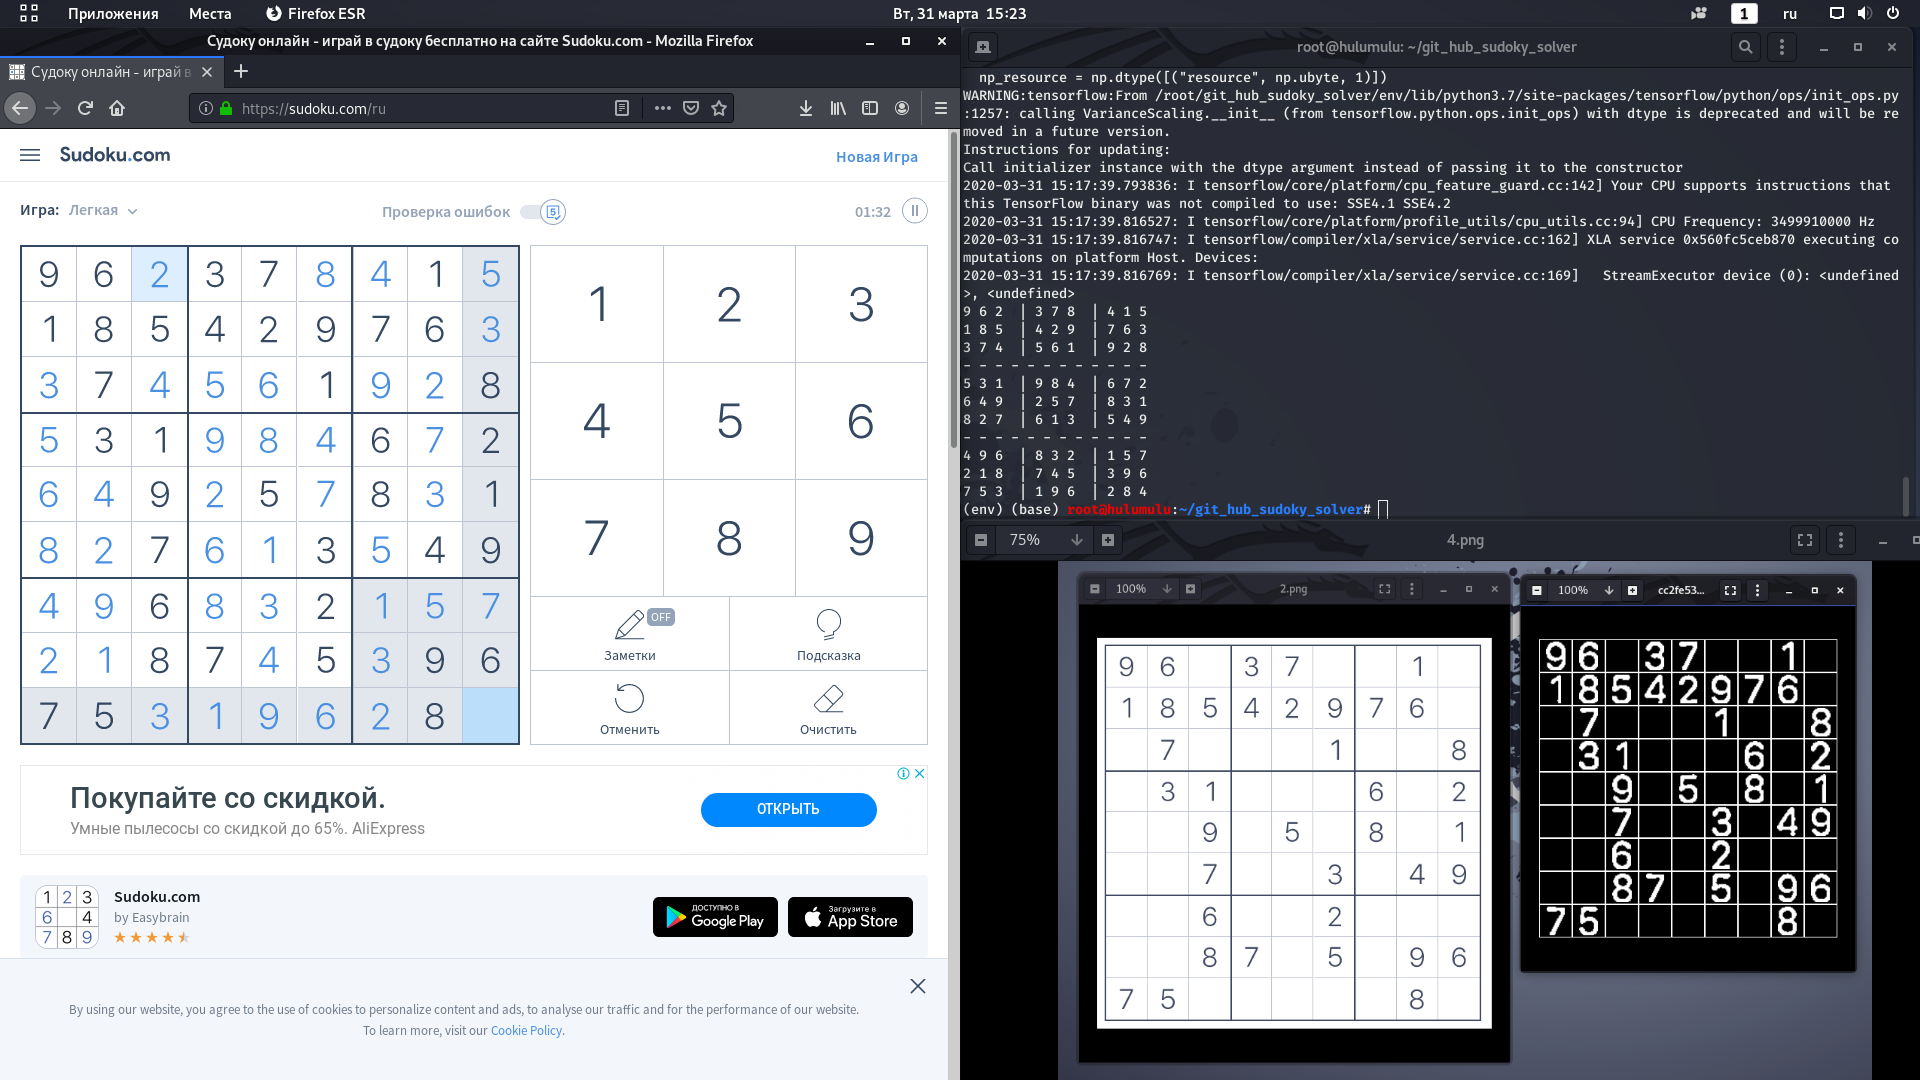 Приложения Места Firefox ESR Вт, 31 марта 15:23 1 ru
Судоку онлайн - играй в судоку бесплатно на сайте Sudoku.com - Mozilla Firefox
Судоку онлайн - играй в
https://sudoku.com/ru
Sudoku.com Новая Игра
Игра: Легкая Проверка ошибок 01:32
9 6 2 3 7 8 4 1 5
1 8 5 4 2 9 7 6 3
3 7 4 5 6 1 9 2 8
5 3 1 9 8 4 6 7 2
6 4 9 2 5 7 8 3 1
8 2 7 6 1 3 5 4 9
4 9 6 8 3 2 1 5 7
2 1 8 7 4 5 3 9 6
7 5 3 1 9 6 2 8
1 2 3
4 5 6
7 8 9
OFF
Заметки Подсказка
Отменить Очистить
Покупайте со скидкой.
Умные пылесосы со скидкой до 65%. AliExpress
ОТКРЫТЬ
1 2 3
6 4
7 8 9
Sudoku.com
by Easybrain
ДОСТУПНО В
Google Play
Загрузите в
App Store
By using our website, you agree to the use of cookies to personalize content and ads, to analyse our traffic and for the performance of our website.
To learn more, visit our Cookie Policy.
root@hulumulu: ~/git_hub_sudoky_solver
np_resource = np.dtype([("resource", np.ubyte, 1)])
WARNING:tensorflow:From /root/git_hub_sudoky_solver/env/lib/python3.7/site-packages/tensorflow/python/ops/init_ops.py
:1257: calling VarianceScaling.__init__ (from tensorflow.python.ops.init_ops) with dtype is deprecated and will be re
moved in a future version.
Instructions for updating:
Call initializer instance with the dtype argument instead of passing it to the constructor
2020-03-31 15:17:39.793836: I tensorflow/core/platform/cpu_feature_guard.cc:142] Your CPU supports instructions that
this TensorFlow binary was not compiled to use: SSE4.1 SSE4.2
2020-03-31 15:17:39.816527: I tensorflow/core/platform/profile_utils/cpu_utils.cc:94] CPU Frequency: 3499910000 Hz
2020-03-31 15:17:39.816747: I tensorflow/compiler/xla/service/service.cc:162] XLA service 0x560fc5ceb870 executing co
mputations on platform Host. Devices:
2020-03-31 15:17:39.816769: I tensorflow/compiler/xla/service/service.cc:169]   StreamExecutor device (0): <undefined
>, <undefined>
9 6 2 | 3 7 8 | 4 1 5
1 8 5 | 4 2 9 | 7 6 3
3 7 4 | 5 6 1 | 9 2 8
- - - - - - - - - - - -
5 3 1 | 9 8 4 | 6 7 2
6 4 9 | 2 5 7 | 8 3 1
8 2 7 | 6 1 3 | 5 4 9
- - - - - - - - - - - -
4 9 6 | 8 3 2 | 1 5 7
2 1 8 | 7 4 5 | 3 9 6
7 5 3 | 1 9 6 | 2 8 4
(env) (base) root@hulumulu:~/git_hub_sudoky_solver#
75% 4.png
100% 2.png
9 6 3 7 1
1 8 5 4 2 9 7 6
7 1 8
3 1 6 2
9 5 8 1
7 3 4 9
6 2
8 7 5 9 6
7 5 8
100% cc2fe53...
9 6 3 7 1
1 8 5 4 2 9 7 6
7 1 8
3 1 6 2
9 5 8 1
7 3 4 9
6 2
8 7 5 9 6
7 5 8